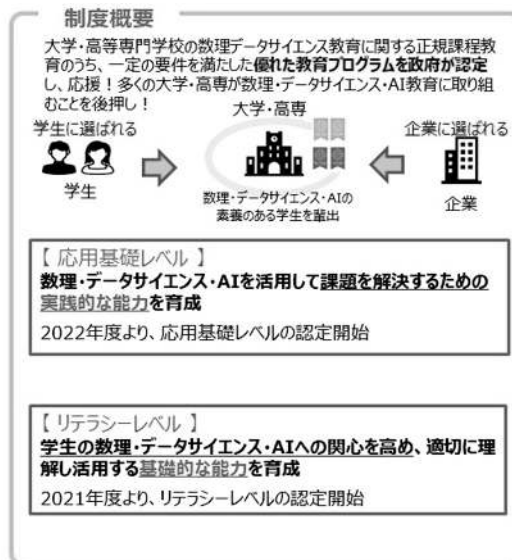 制度概要
大学・高等専門学校の数理データサイエンス教育に関する正規課程教
育のうち、一定の要件を満たした優れた教育プログラムを政府が認定
し、応援！多くの大学・高専が数理・データサイエンス・AI教育に取り組
むことを後押し！
大学・高専
学生に選ばれる
企業に選ばれる
学生
数理・データサイエンス・AIの
素養のある学生を輩出
企業
【 応用基礎レベル 】
数理・データサイエンス・AIを活用して課題を解決するための
実践的な能力を育成
2022年度より、応用基礎レベルの認定開始
【 リテラシーレベル 】
学生の数理・データサイエンス・AIへの関心を高め、適切に理
解し活用する基礎的な能力を育成
2021年度より、リテラシーレベルの認定開始